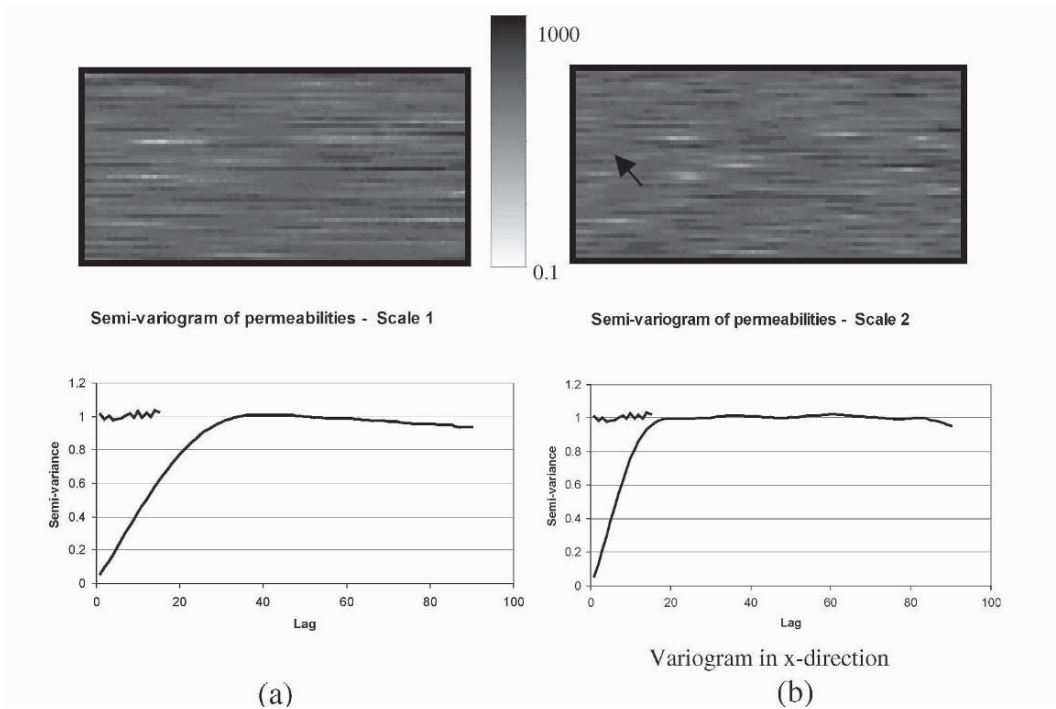 1000
0.1
Semi-variogram of permeabilities - Scale 1
Semi-variogram of permeabilities - Scale 2
1.2
1
0.8
0.6
0.4
0.2
0
Semi-variance
0 20 40 60 80 100
Lag
1.2
1
0.8
0.6
0.4
0.2
0
Semi-variance
0 20 40 60 80 100
Lag
Variogram in x-direction
(a)
(b)